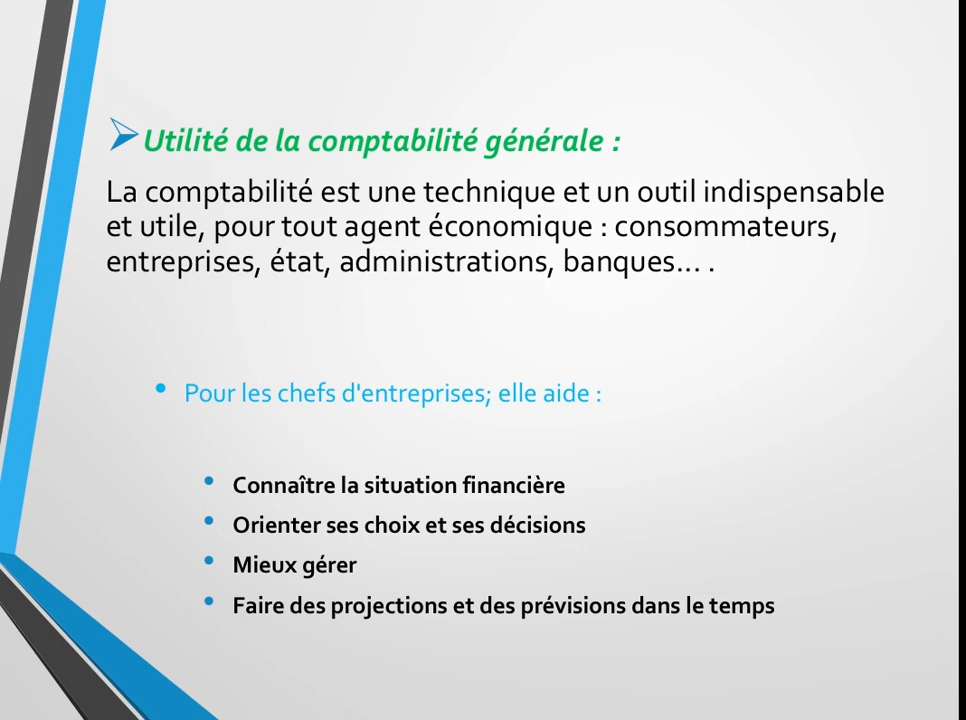 Utilité de la comptabilité générale :
La comptabilité est une technique et un outil indispensable
et utile, pour tout agent économique : consommateurs,
entreprises, état, administrations, banques... .
Pour les chefs d'entreprises; elle aide :
Connaître la situation financière
Orienter ses choix et ses décisions
Mieux gérer
Faire des projections et des prévisions dans le temps